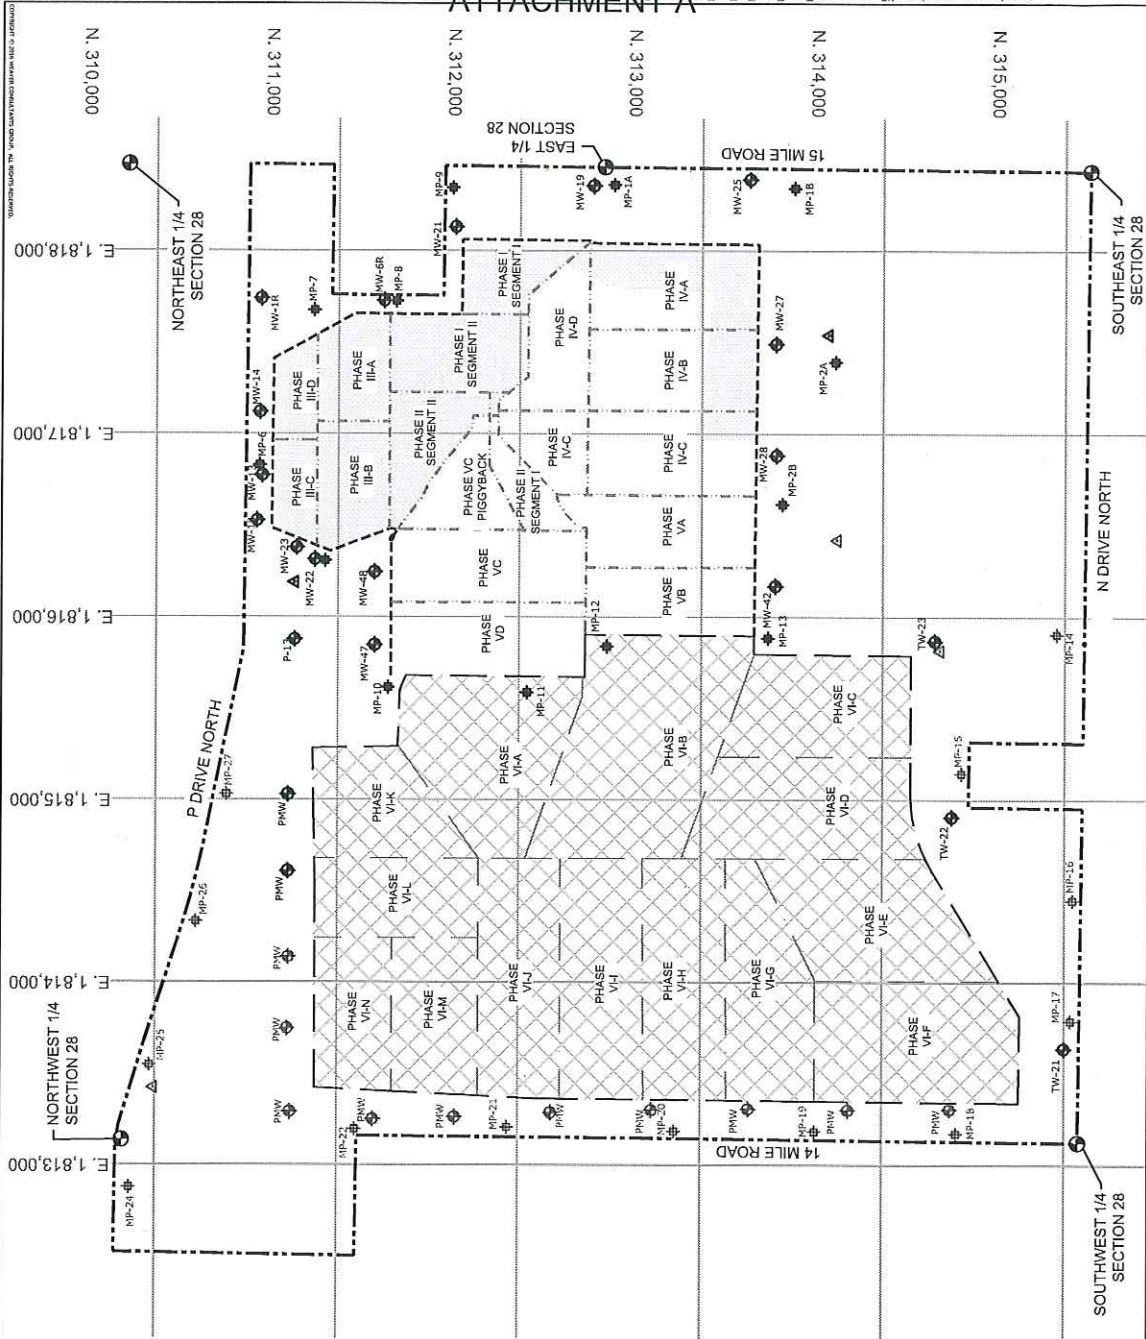 ATTACHMENT A
N. 310,000
N. 311,000
N. 312,000
N. 313,000
N. 314,000
N. 315,000
NORTHEAST 1/4
SECTION 28
EAST 1/4
SECTION 28
15 MILE ROAD
SOUTHEAST 1/4
SECTION 28
MP-9
MW-19
MP-1A
MW-25
MP-1B
E. 1,818,000
MW-21
MW-1R
MP-7
MW-6R
MP-8
PHASE I
SEGMENT I
PHASE
IV-A
MW-27
MW-14
PHASE
III-D
PHASE
III-A
PHASE I
SEGMENT II
PHASE
IV-D
PHASE
IV-B
MP-2A
E. 1,817,000
MP-6
PHASE
III-C
PHASE
III-B
PHASE II
SEGMENT II
PHASE VC
PIGGYBACK
PHASE II
SEGMENT I
PHASE
IV-C
PHASE
IV-C
MW-28
MP-2B
MW-23
MW-22
MW-48
PHASE
VC
PHASE
VA
E. 1,816,000
P-13
MW-47
PHASE
VD
MP-12
PHASE
VB
MW-42
MP-13
TW-23
MP-14
N DRIVE NORTH
MP-10
MP-11
P DRIVE NORTH
MP-27
PHASE
VI-A
PHASE
VI-B
PHASE
VI-C
MP-15
E. 1,815,000
PMW
PHASE
VI-K
PHASE
VI-D
TW-22
PMW
PHASE
VI-L
MP-26
PHASE
VI-E
MP-16
E. 1,814,000
PMW
PMW
PHASE
VI-N
PHASE
VI-M
PHASE
VI-J
PHASE
VI-I
PHASE
VI-H
PHASE
VI-G
PHASE
VI-F
MP-17
TW-21
NORTHWEST 1/4
SECTION 28
MP-25
PMW
PMW
MP-22
PMW
MP-21
PMW
PMW
MP-20
PMW
MP-19
PMW
PMW
MP-18
E. 1,813,000
14 MILE ROAD
MP-24
SOUTHWEST 1/4
SECTION 28